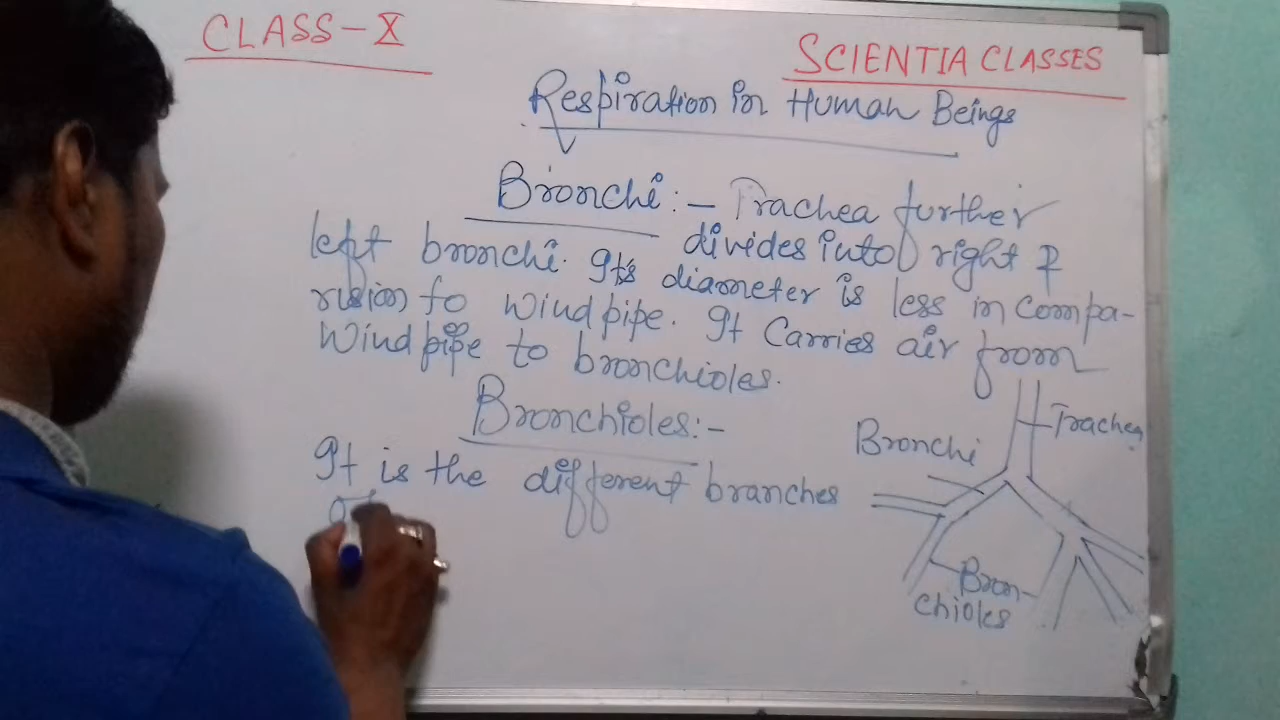 CLASS-X
SCIENTIA CLASSES
Respiration in Human Beings
Bronchi:- Trachea further
divides into right &
left bronchi. It's diameter is less in compa-
rision to windpipe. It Carries air from
Windpipe to bronchioles.
Bronchioles:-
It is the different branches
of
Trachea
Bronchi
Bron-
chioles